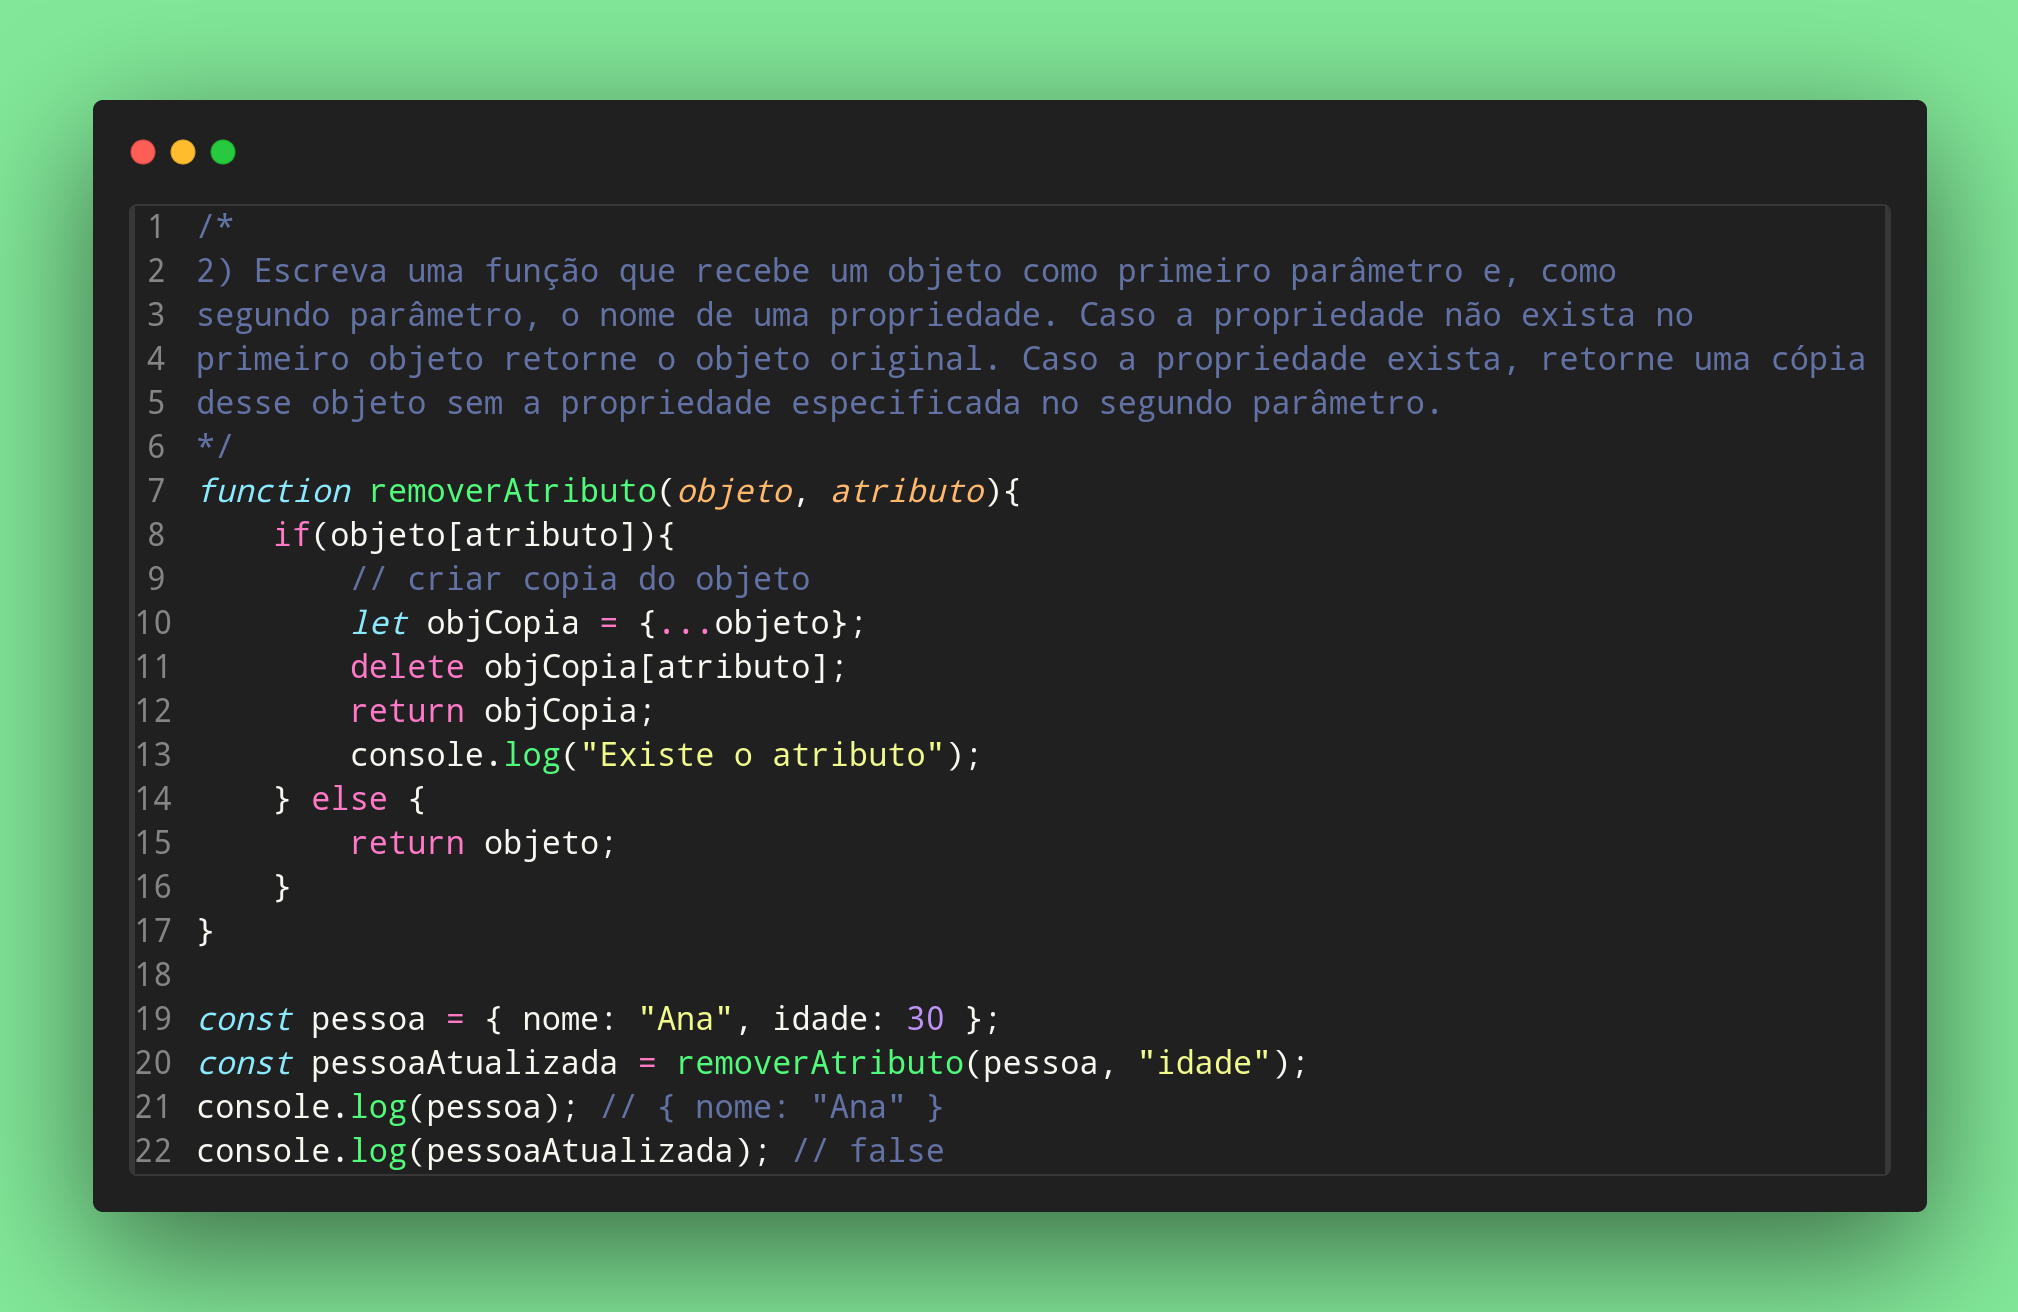 1 /*
2 2) Escreva uma função que recebe um objeto como primeiro parâmetro e, como
3 segundo parâmetro, o nome de uma propriedade. Caso a propriedade não exista no
4 primeiro objeto retorne o objeto original. Caso a propriedade exista, retorne uma cópia
5 desse objeto sem a propriedade especificada no segundo parâmetro.
6 */
7 function removerAtributo(objeto, atributo){
8     if(objeto[atributo]){
9         // criar copia do objeto
10         let objCopia = {...objeto};
11         delete objCopia[atributo];
12         return objCopia;
13         console.log("Existe o atributo");
14     } else {
15         return objeto;
16     }
17 }
18
19 const pessoa = { nome: "Ana", idade: 30 };
20 const pessoaAtualizada = removerAtributo(pessoa, "idade");
21 console.log(pessoa); // { nome: "Ana" }
22 console.log(pessoaAtualizada); // false